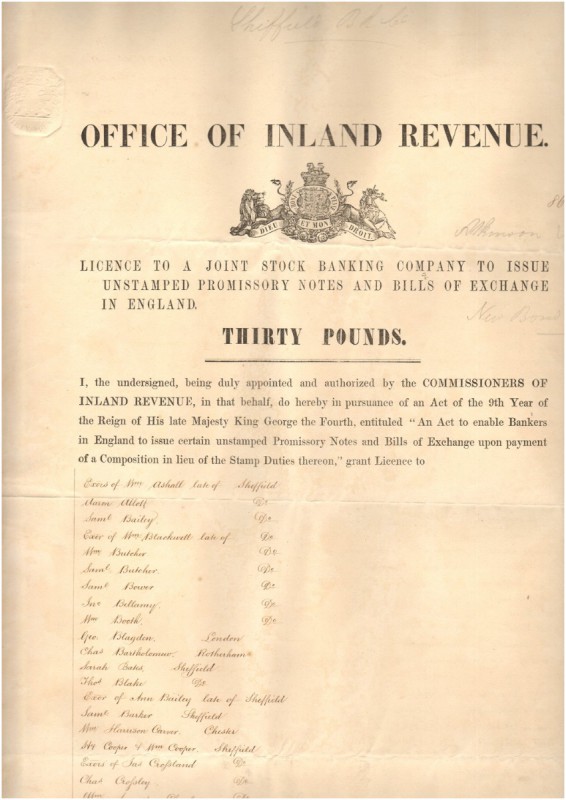 Sheffield
OFFICE OF INLAND REVENUE.
DIEU ET MON DROIT
LICENCE TO A JOINT STOCK BANKING COMPANY TO ISSUE
UNSTAMPED PROMISSORY NOTES AND BILLS OF EXCHANGE
IN ENGLAND.
New Bond
THIRTY POUNDS.
I, the undersigned, being duly appointed and authorized by the COMMISSIONERS OF
INLAND REVENUE, in that behalf, do hereby in pursuance of an Act of the 9th Year of
the Reign of His late Majesty King George the Fourth, entituled "An Act to enable Bankers
in England to issue certain unstamped Promissory Notes and Bills of Exchange upon payment
of a Composition in lieu of the Stamp Duties thereon," grant Licence to
Exors of Wm Ashall late of Sheffield
Aaron Allott Do.
Saml Bailey Do.
Exor of Wm Blackwell late of Do.
Wm Butcher Do.
Saml Butcher Do.
Saml Bower Do.
Jno Bellamy Do.
Wm Booth Do.
Geo. Blagden London
Chas Bartholomew Rotherham
Sarah Bates Sheffield
Thos Blake Do.
Exor of Ann Bailey late of Sheffield
Saml Barker Sheffield
Wm Harrison Carver Chester
Hy Cooper & Wm Cooper Sheffield
Exors of Jas Crossland Do.
Chas Crossley Do.